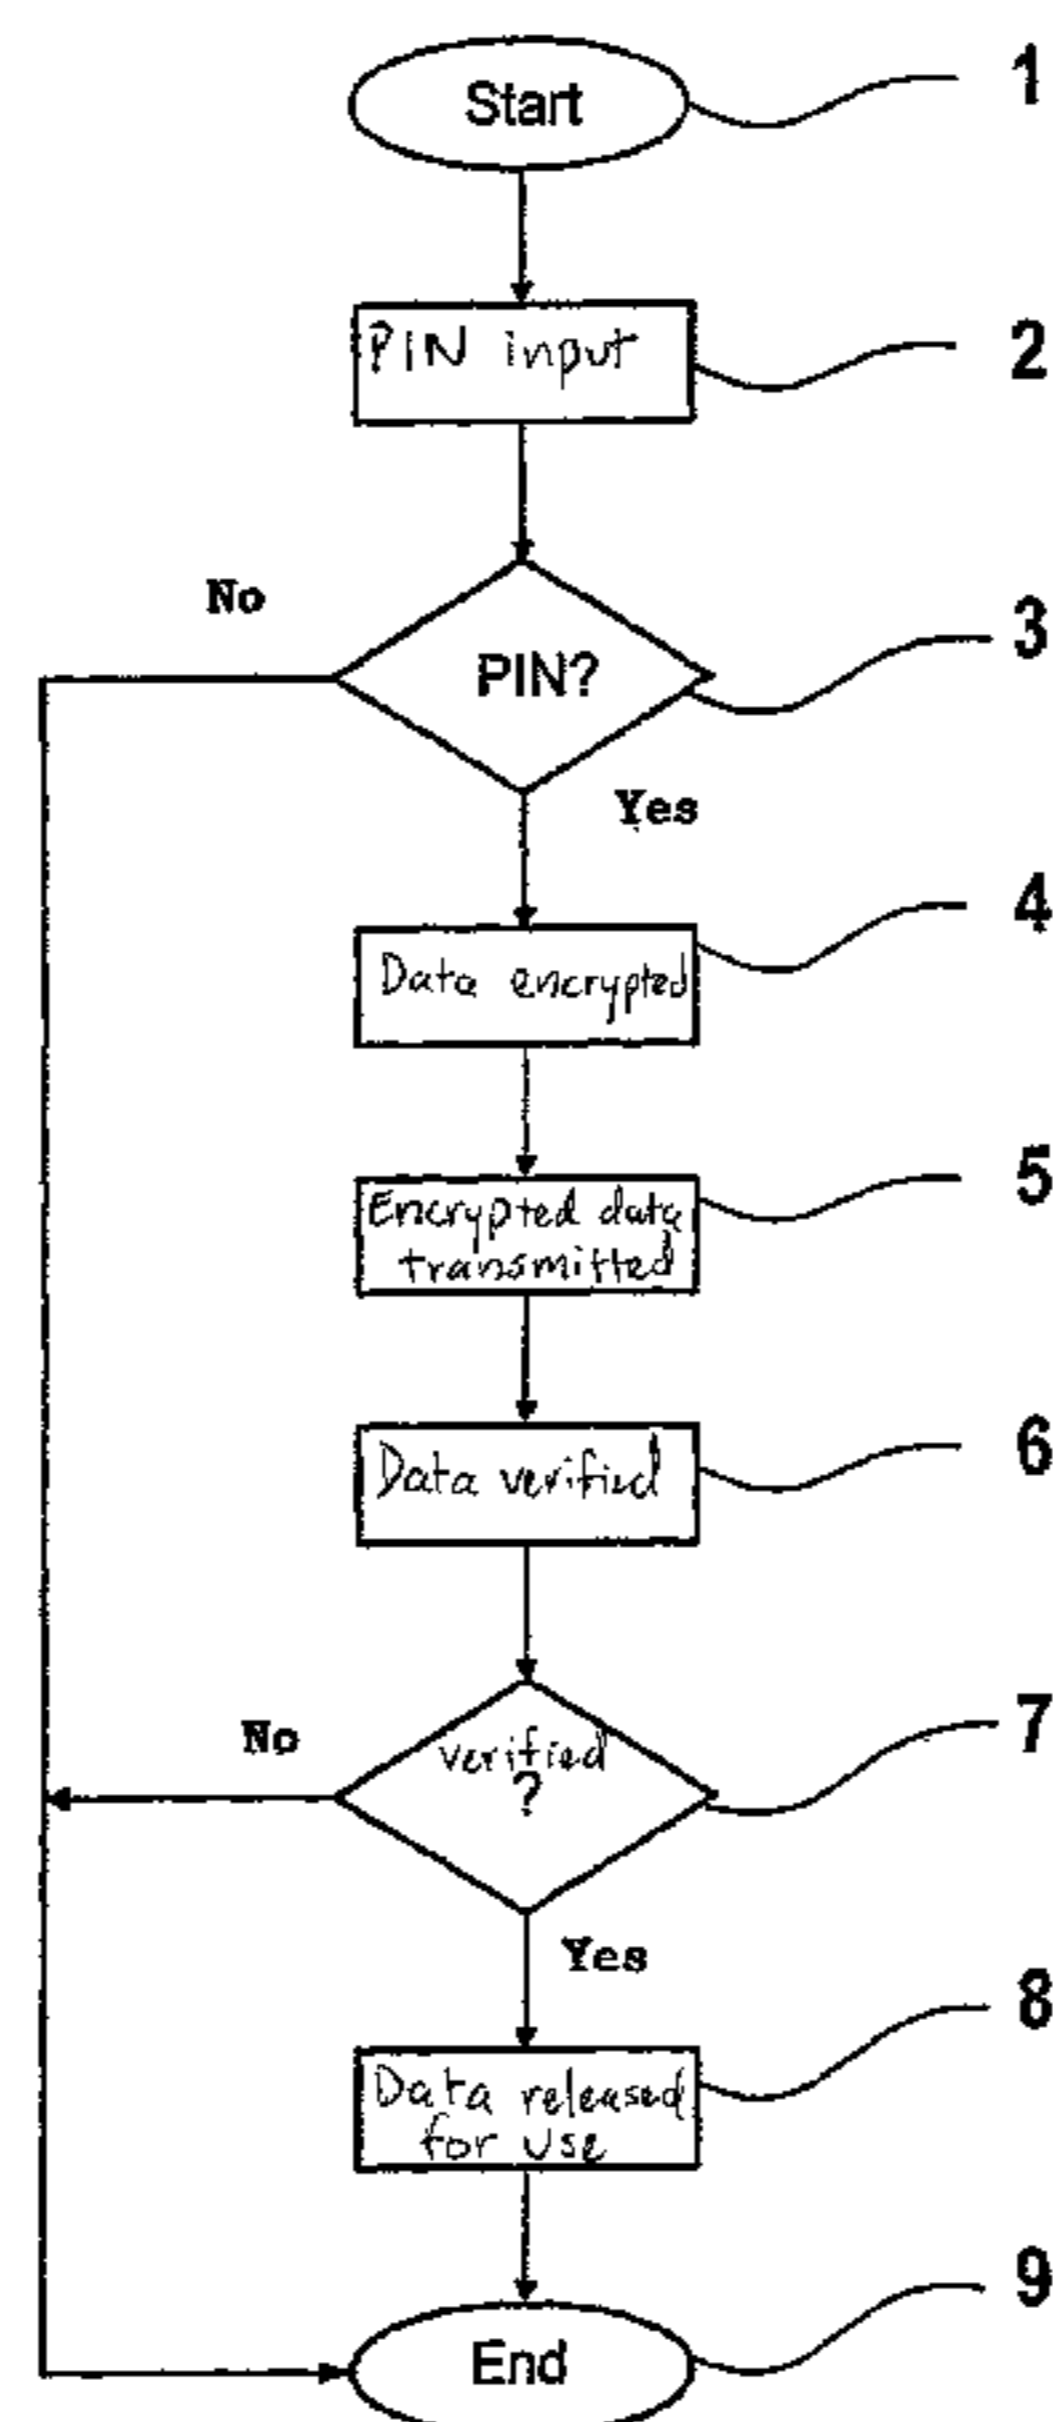 Start
1
PIN input
2
No
PIN?
3
Yes
4
Data encrypted
5
Encrypted data
transmitted
6
Data verified
7
No
verified
?
Yes
8
Data released
for use
9
End